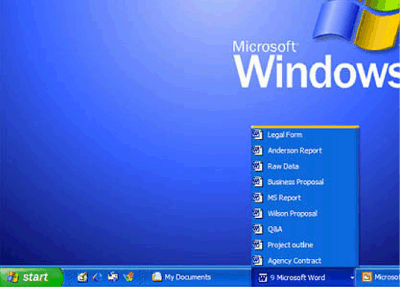 Microsoft®
Windows
Legal Form
Anderson Report
Raw Data
Business Proposal
MS Report
Wilson Proposal
Q&A
Project outline
Agency Contract
start
My Documents
9 Microsoft Word
Microsof